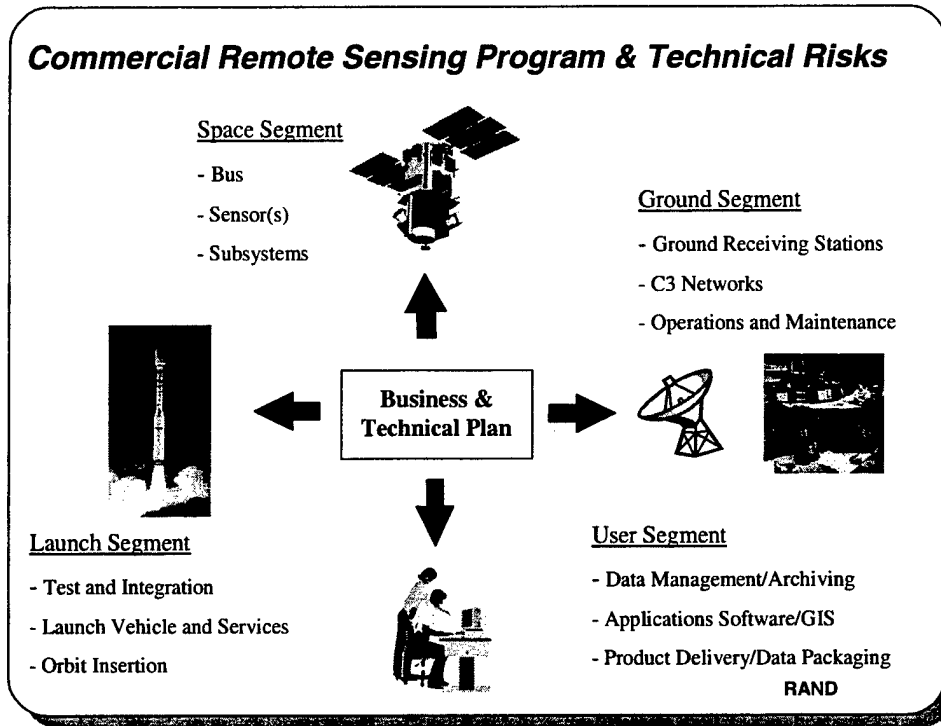 Commercial Remote Sensing Program & Technical Risks
Space Segment
- Bus
- Sensor(s)
- Subsystems
Ground Segment
- Ground Receiving Stations
- C3 Networks
- Operations and Maintenance
Business &
Technical Plan
Launch Segment
- Test and Integration
- Launch Vehicle and Services
- Orbit Insertion
User Segment
- Data Management/Archiving
- Applications Software/GIS
- Product Delivery/Data Packaging
RAND